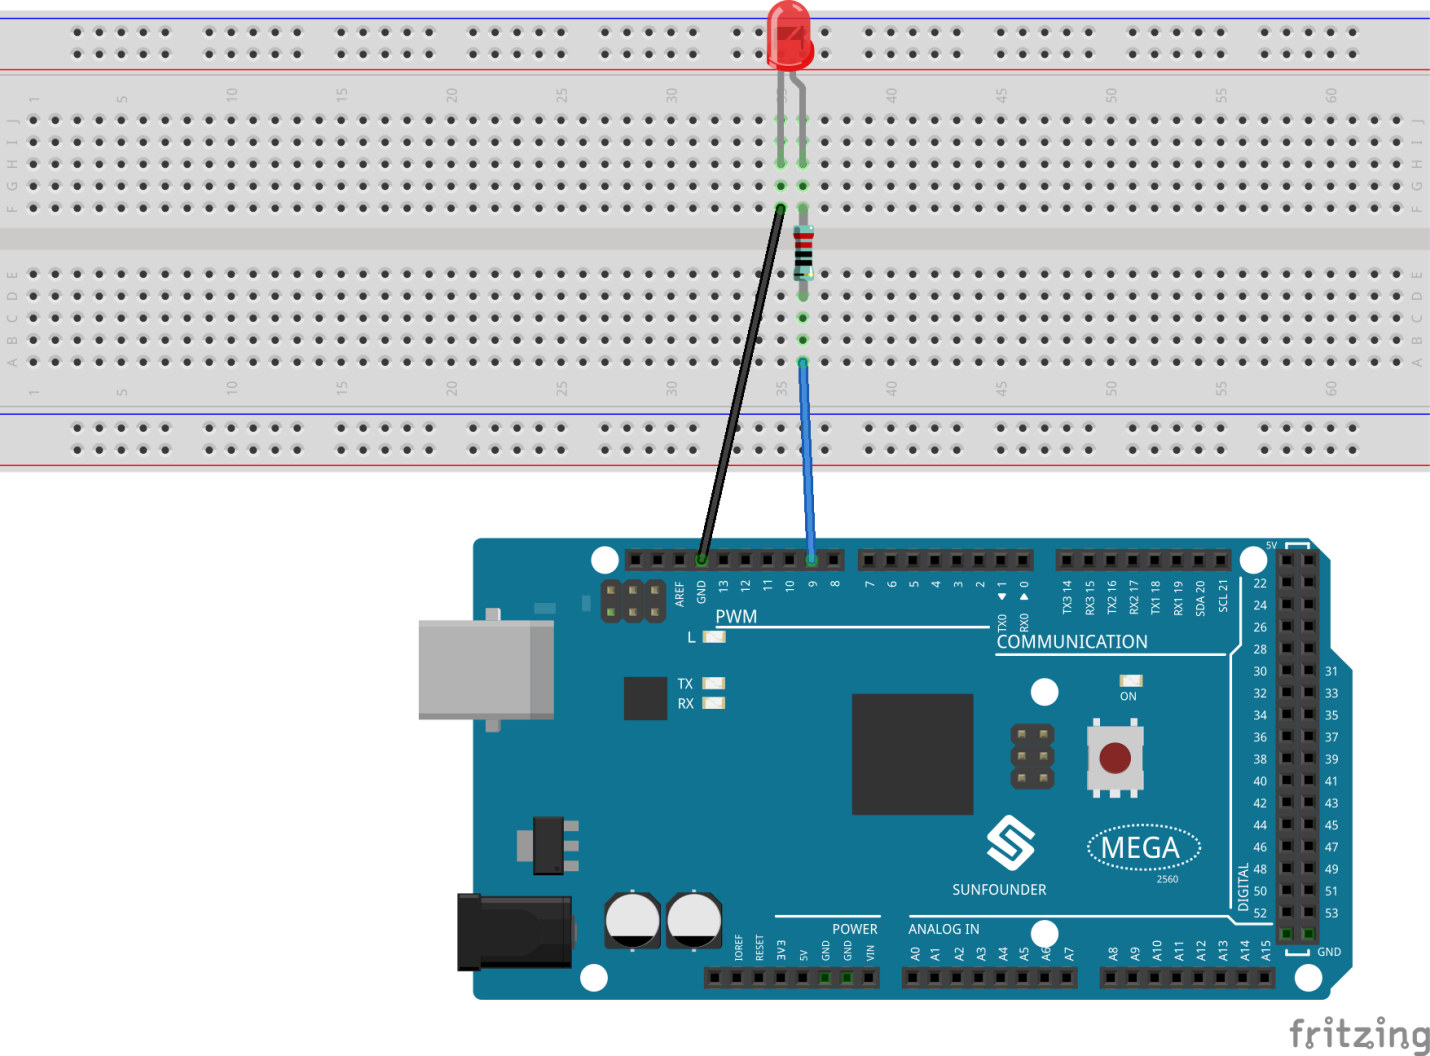 1 5 10 15 20 25 30 35 40 45 50 55 60
J J
I I
H H
G G
F F
E E
D D
C C
B B
A A
1 5 10 15 20 25 30 35 40 45 50 55 60
AREF GND 13 12 11 10 9 8 7 6 5 4 3 2 1 0
TX0 RX0
TX3 14 RX3 15 TX2 16 RX2 17 TX1 18 RX1 19 SDA 20 SCL 21
5V
PWM
COMMUNICATION
L
TX
RX
ON
22
24
26
28
30 31
32 33
34 35
36 37
38 39
40 41
42 43
44 45
46 47
48 49
50 51
52 53
DIGITAL
GND
MEGA
2560
SUNFOUNDER
POWER
ANALOG IN
IOREF RESET 3V3 5V GND GND VIN
A0 A1 A2 A3 A4 A5 A6 A7 A8 A9 A10 A11 A12 A13 A14 A15
fritzing